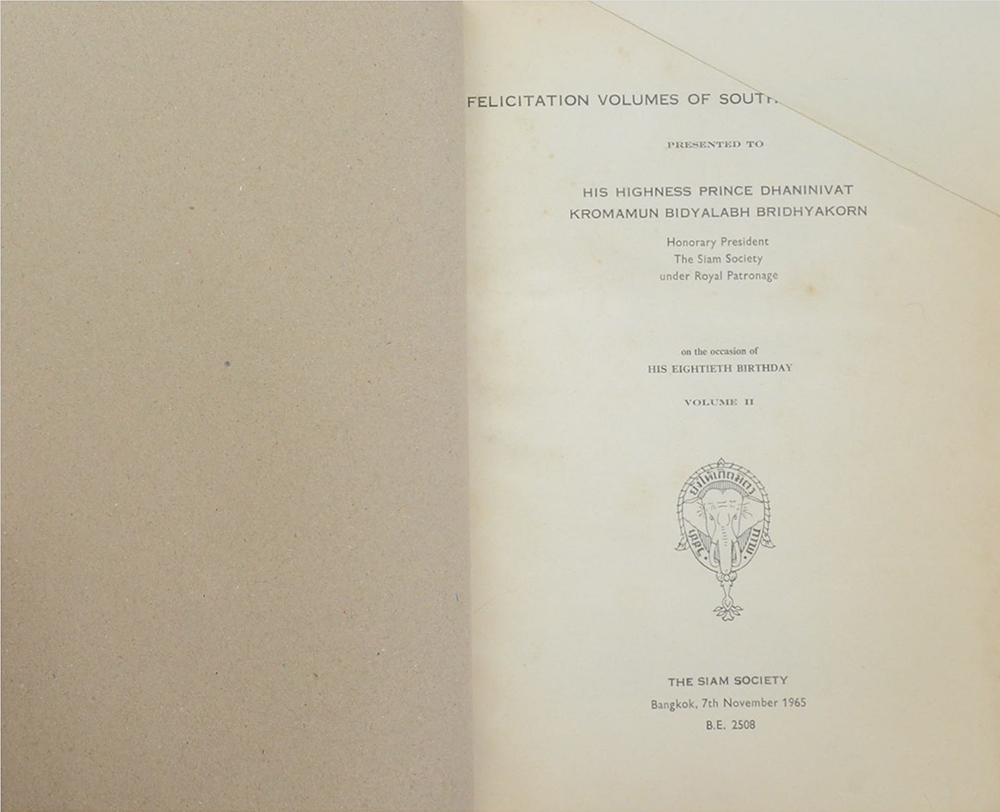 FELICITATION VOLUMES OF SOUTH
PRESENTED TO
HIS HIGHNESS PRINCE DHANINIVAT
KROMAMUN BIDYALABH BRIDHYAKORN
Honorary President
The Siam Society
under Royal Patronage
on the occasion of
HIS EIGHTIETH BIRTHDAY
VOLUME II
THE SIAM SOCIETY
Bangkok, 7th November 1965
B.E. 2508